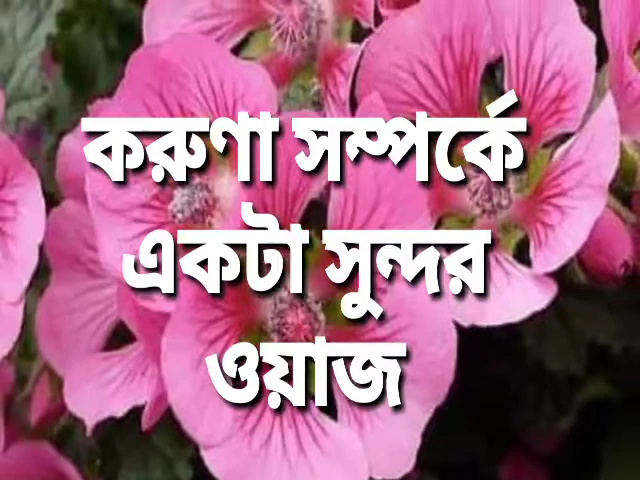 করুণা সম্পর্কে
একটা সুন্দর
ওয়াজ